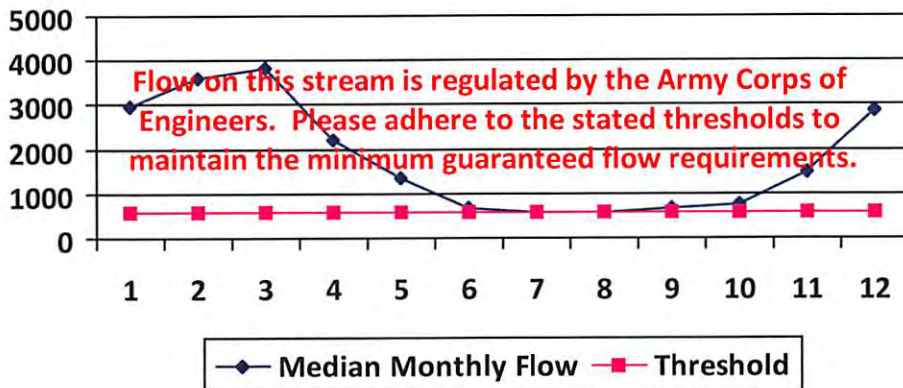 5000
4000
3000
2000
1000
0
Flow on this stream is regulated by the Army Corps of
Engineers. Please adhere to the stated thresholds to
maintain the minimum guaranteed flow requirements.
1 2 3 4 5 6 7 8 9 10 11 12
Median Monthly Flow Threshold